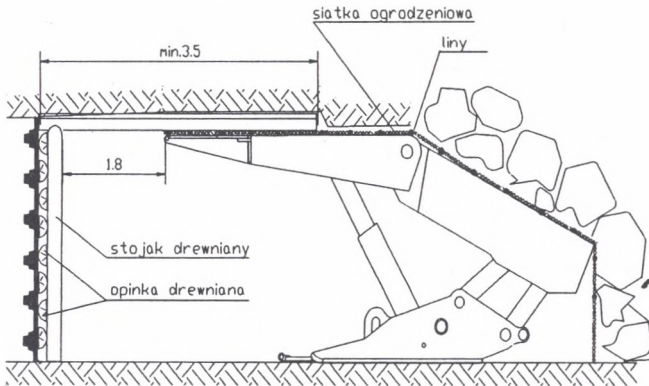 siatka ogrodzeniowa
liny
min.3.5
1.8
stojak drewniany
opinka drewniana